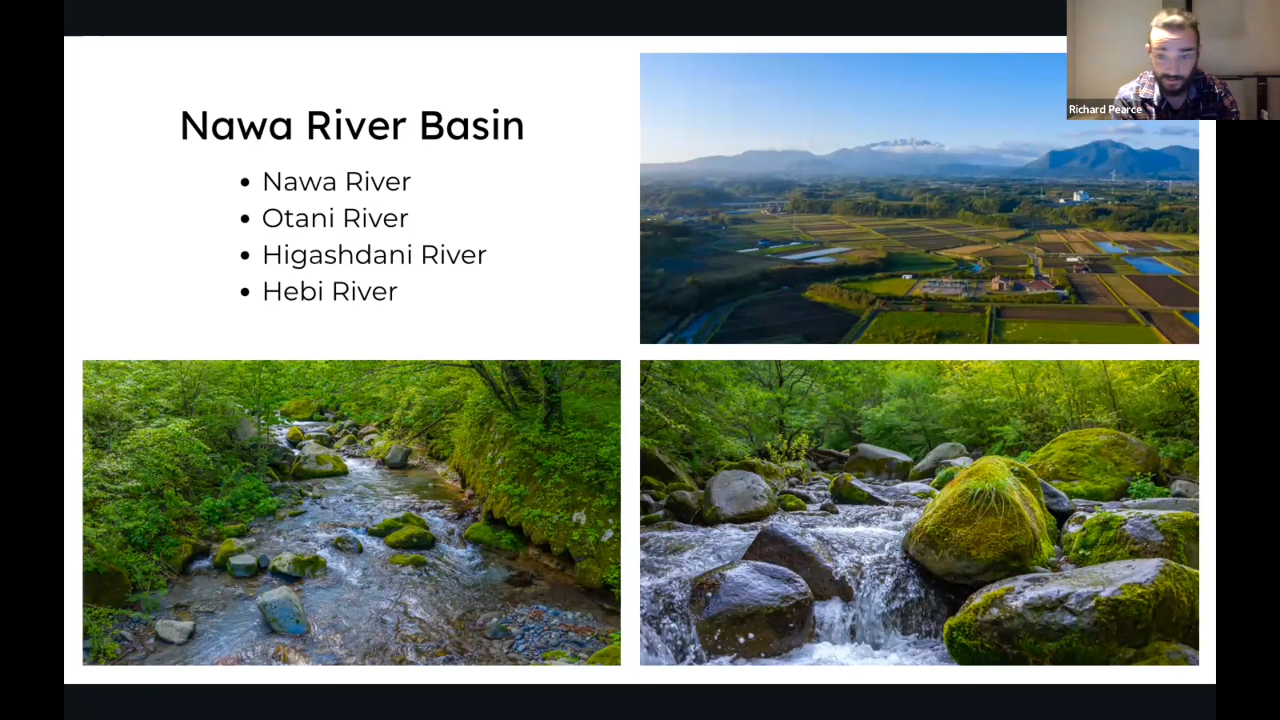 Nawa River Basin
Nawa River
Otani River
Higashdani River
Hebi River
Richard Pearce